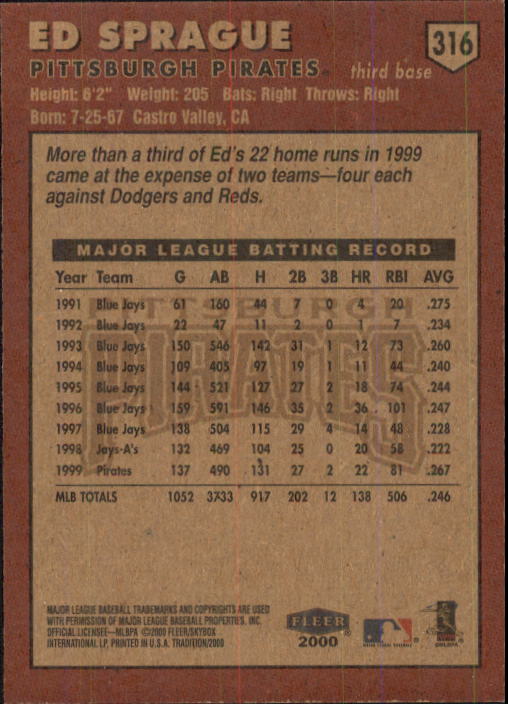 ED SPRAGUE
316
PITTSBURGH PIRATES third base
Height: 6'2" Weight: 205 Bats: Right Throws: Right
Born: 7-25-67 Castro Valley, CA
More than a third of Ed's 22 home runs in 1999
came at the expense of two teams—four each
against Dodgers and Reds.
MAJOR LEAGUE BATTING RECORD
Year Team G AB H 2B 3B HR RBI AVG
1991 Blue Jays 61 160 44 7 0 4 20 .275
1992 Blue Jays 22 47 11 2 0 1 7 .234
1993 Blue Jays 150 546 142 31 1 12 73 .260
1994 Blue Jays 109 405 97 19 1 11 44 .240
1995 Blue Jays 144 521 127 27 2 18 74 .244
1996 Blue Jays 159 591 146 35 2 36 101 .247
1997 Blue Jays 138 504 115 29 4 14 48 .228
1998 Jays-A's 132 469 104 25 0 20 58 .222
1999 Pirates 137 490 131 27 2 22 81 .267
MLB TOTALS 1052 3733 917 202 12 138 506 .246
PITTSBURGH
PIRATES
MAJOR LEAGUE BASEBALL TRADEMARKS AND COPYRIGHTS ARE USED
WITH PERMISSION OF MAJOR LEAGUE BASEBALL PROPERTIES, INC.
OFFICIAL LICENSEE—MLBPA ©2000 FLEER/SKYBOX
INTERNATIONAL LP, PRINTED IN U.S.A. TRADITION/2000
FLEER
2000